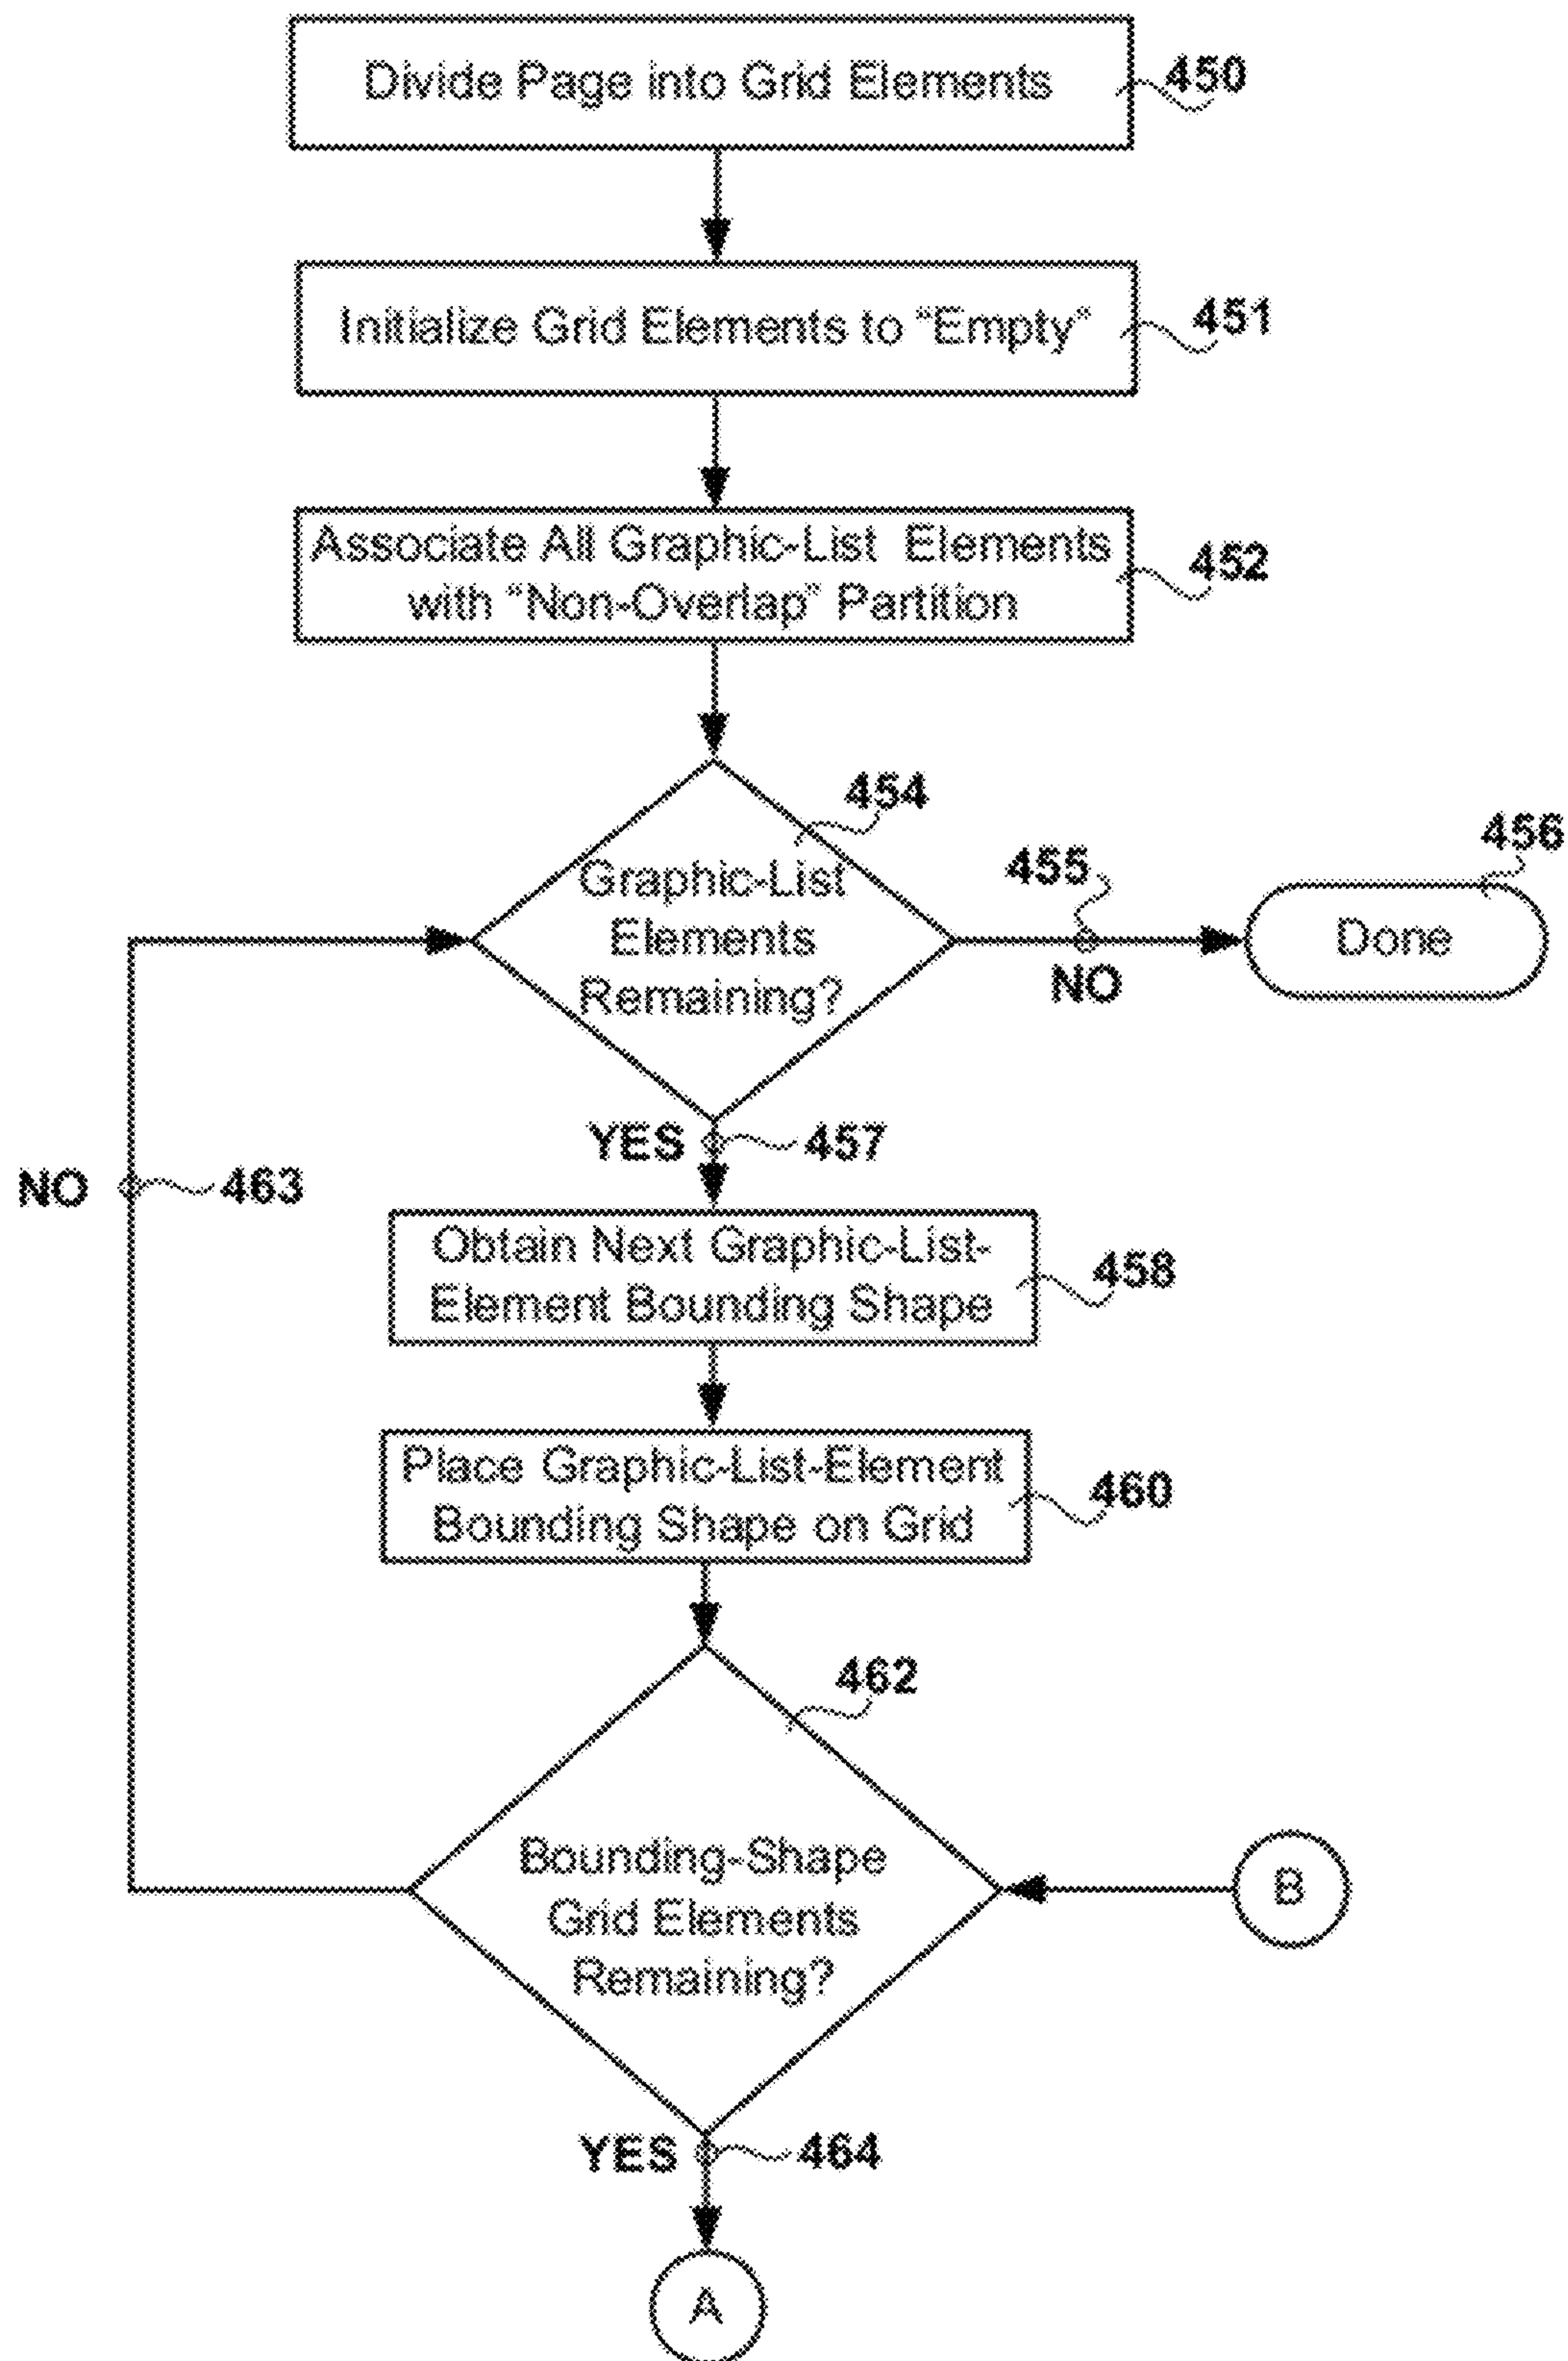 Divide Page into Grid Elements
450
Initialize Grid Elements to “Empty”
451
Associate All Graphic-List Elements
with “Non-Overlap” Partition
452
454
Graphic-List
Elements
Remaining?
455
NO
456
Done
YES
457
NO
463
Obtain Next Graphic-List-
Element Bounding Shape
458
Place Graphic-List-Element
Bounding Shape on Grid
460
462
Bounding-Shape
Grid Elements
Remaining?
B
YES
464
A